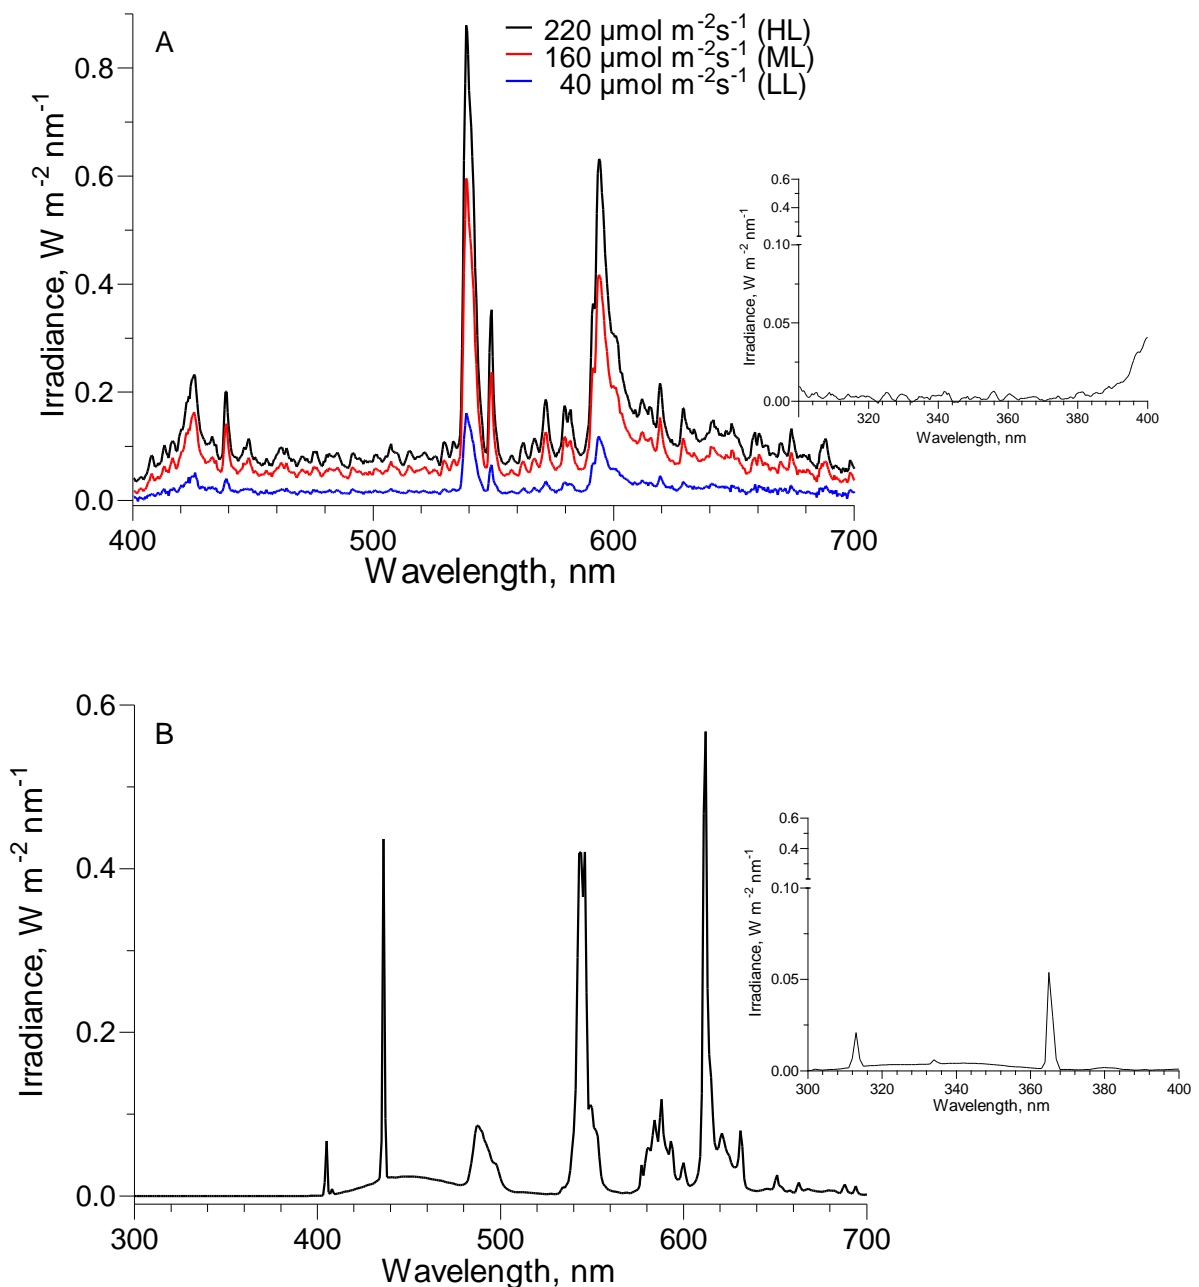 A
220 µmol m⁻²s⁻¹ (HL)
160 µmol m⁻²s⁻¹ (ML)
40 µmol m⁻²s⁻¹ (LL)
Irradiance, W m⁻² nm⁻¹
0.8
0.6
0.4
0.2
0.0
400 500 600 700
Wavelength, nm
Irradiance, W m⁻² nm⁻¹
0.6
0.4
0.10
0.05
0.00
320 340 360 380 400
Wavelength, nm
B
Irradiance, W m⁻² nm⁻¹
0.6
0.4
0.2
0.0
300 400 500 600 700
Wavelength, nm
Irradiance, W m⁻² nm⁻¹
0.6
0.4
0.10
0.05
0.00
300 320 340 360 380 400
Wavelength, nm